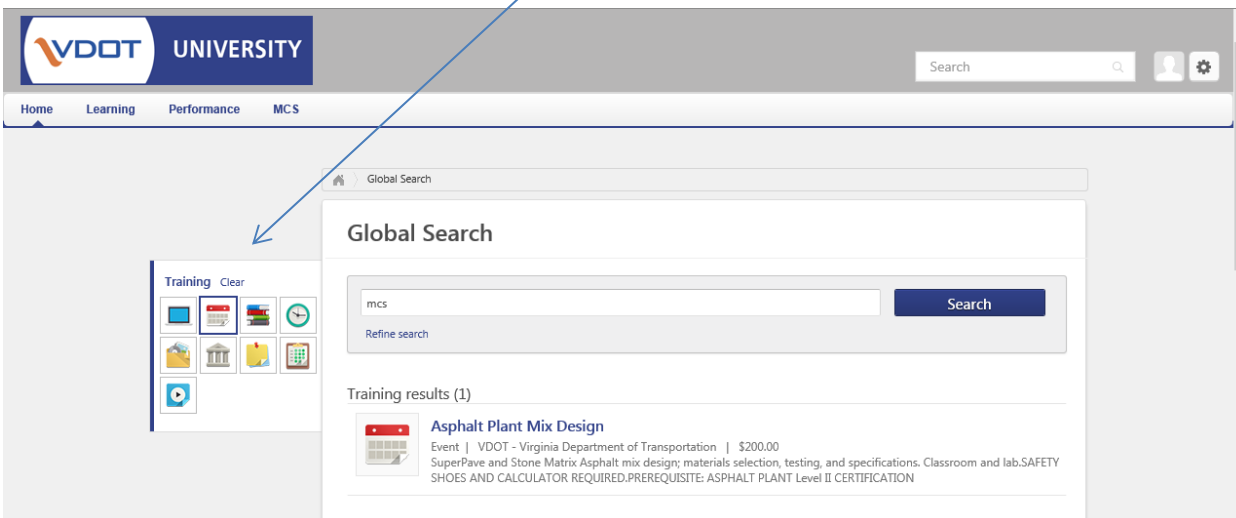 VDOT UNIVERSITY
Search
Home Learning Performance MCS
Global Search
Global Search
Training Clear
mcs
Search
Refine search
Training results (1)
Asphalt Plant Mix Design
Event | VDOT - Virginia Department of Transportation | $200.00
SuperPave and Stone Matrix Asphalt mix design; materials selection, testing, and specifications. Classroom and lab.SAFETY
SHOES AND CALCULATOR REQUIRED.PREREQUISITE: ASPHALT PLANT Level II CERTIFICATION